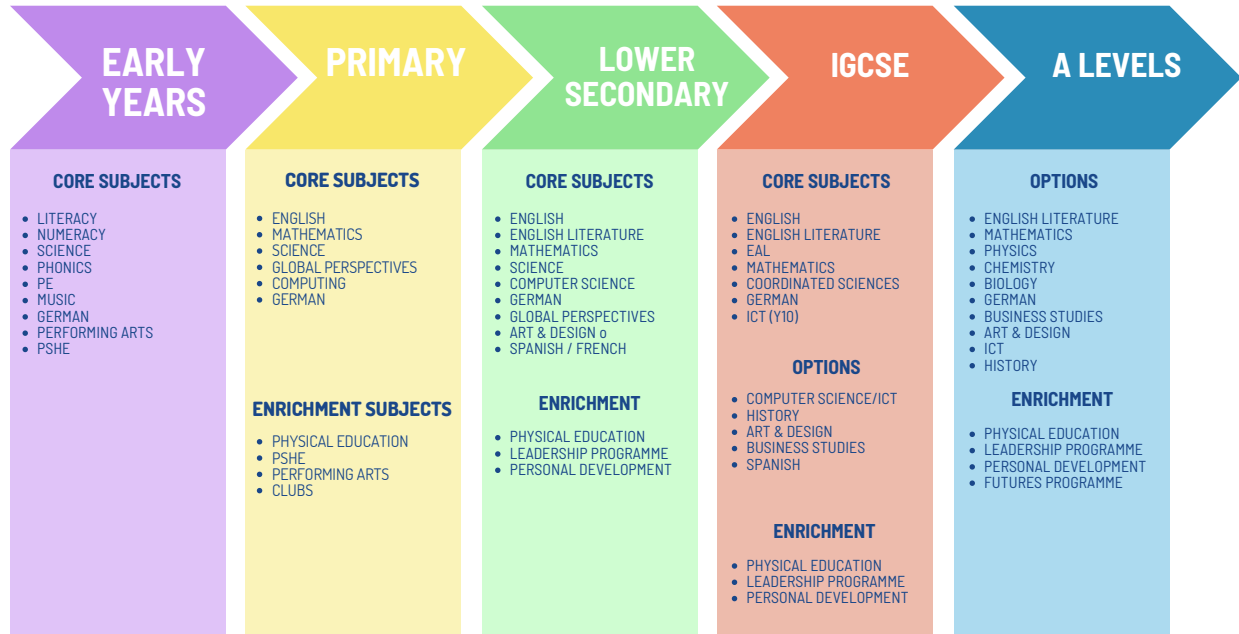 EARLY
YEARS
CORE SUBJECTS
• LITERACY
• NUMERACY
• SCIENCE
• PHONICS
• PE
• MUSIC
• GERMAN
• PERFORMING ARTS
• PSHE
PRIMARY
CORE SUBJECTS
• ENGLISH
• MATHEMATICS
• SCIENCE
• GLOBAL PERSPECTIVES
• COMPUTING
• GERMAN
ENRICHMENT SUBJECTS
• PHYSICAL EDUCATION
• PSHE
• PERFORMING ARTS
• CLUBS
LOWER
SECONDARY
CORE SUBJECTS
• ENGLISH
• ENGLISH LITERATURE
• MATHEMATICS
• SCIENCE
• COMPUTER SCIENCE
• GERMAN
• GLOBAL PERSPECTIVES
• ART & DESIGN o
• SPANISH / FRENCH
ENRICHMENT
• PHYSICAL EDUCATION
• LEADERSHIP PROGRAMME
• PERSONAL DEVELOPMENT
IGCSE
CORE SUBJECTS
• ENGLISH
• ENGLISH LITERATURE
• EAL
• MATHEMATICS
• COORDINATED SCIENCES
• GERMAN
• ICT (Y10)
OPTIONS
• COMPUTER SCIENCE/ICT
• HISTORY
• ART & DESIGN
• BUSINESS STUDIES
• SPANISH
ENRICHMENT
• PHYSICAL EDUCATION
• LEADERSHIP PROGRAMME
• PERSONAL DEVELOPMENT
A LEVELS
OPTIONS
• ENGLISH LITERATURE
• MATHEMATICS
• PHYSICS
• CHEMISTRY
• BIOLOGY
• GERMAN
• BUSINESS STUDIES
• ART & DESIGN
• ICT
• HISTORY
ENRICHMENT
• PHYSICAL EDUCATION
• LEADERSHIP PROGRAMME
• PERSONAL DEVELOPMENT
• FUTURES PROGRAMME